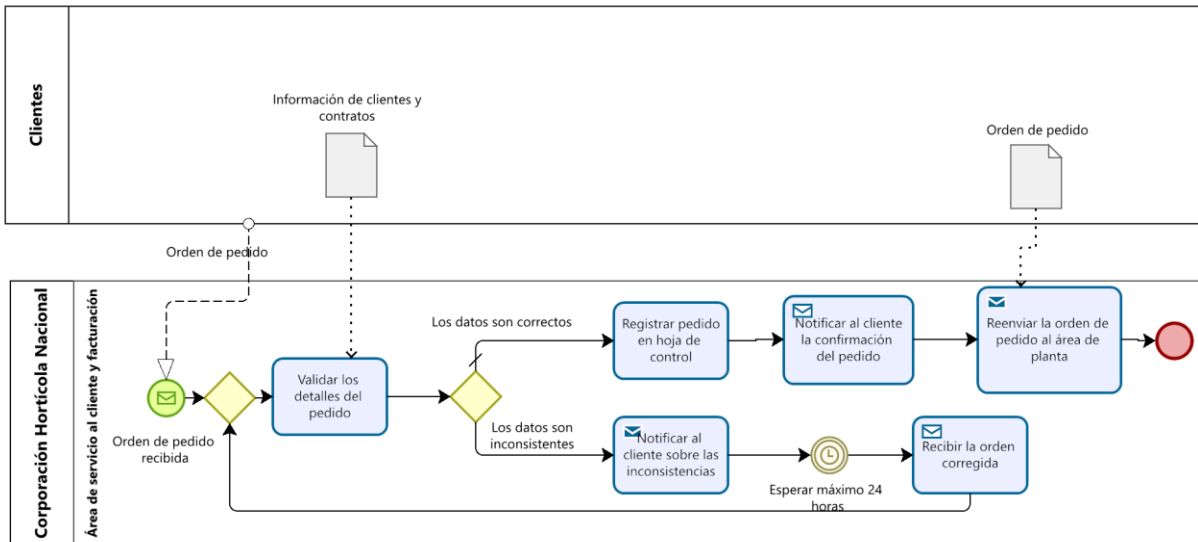 Clientes
Información de clientes y
contratos
Orden de pedido
Orden de pedido
Corporación Hortícola Nacional
Área de servicio al cliente y facturación
Orden de pedido
recibida
Validar los
detalles del
pedido
Los datos son correctos
Registrar pedido
en hoja de
control
Notificar al cliente
la confirmación
del pedido
Reenviar la orden de
pedido al área de
planta
Los datos son
inconsistentes
Notificar al
cliente sobre las
inconsistencias
Esperar máximo 24
horas
Recibir la orden
corregida